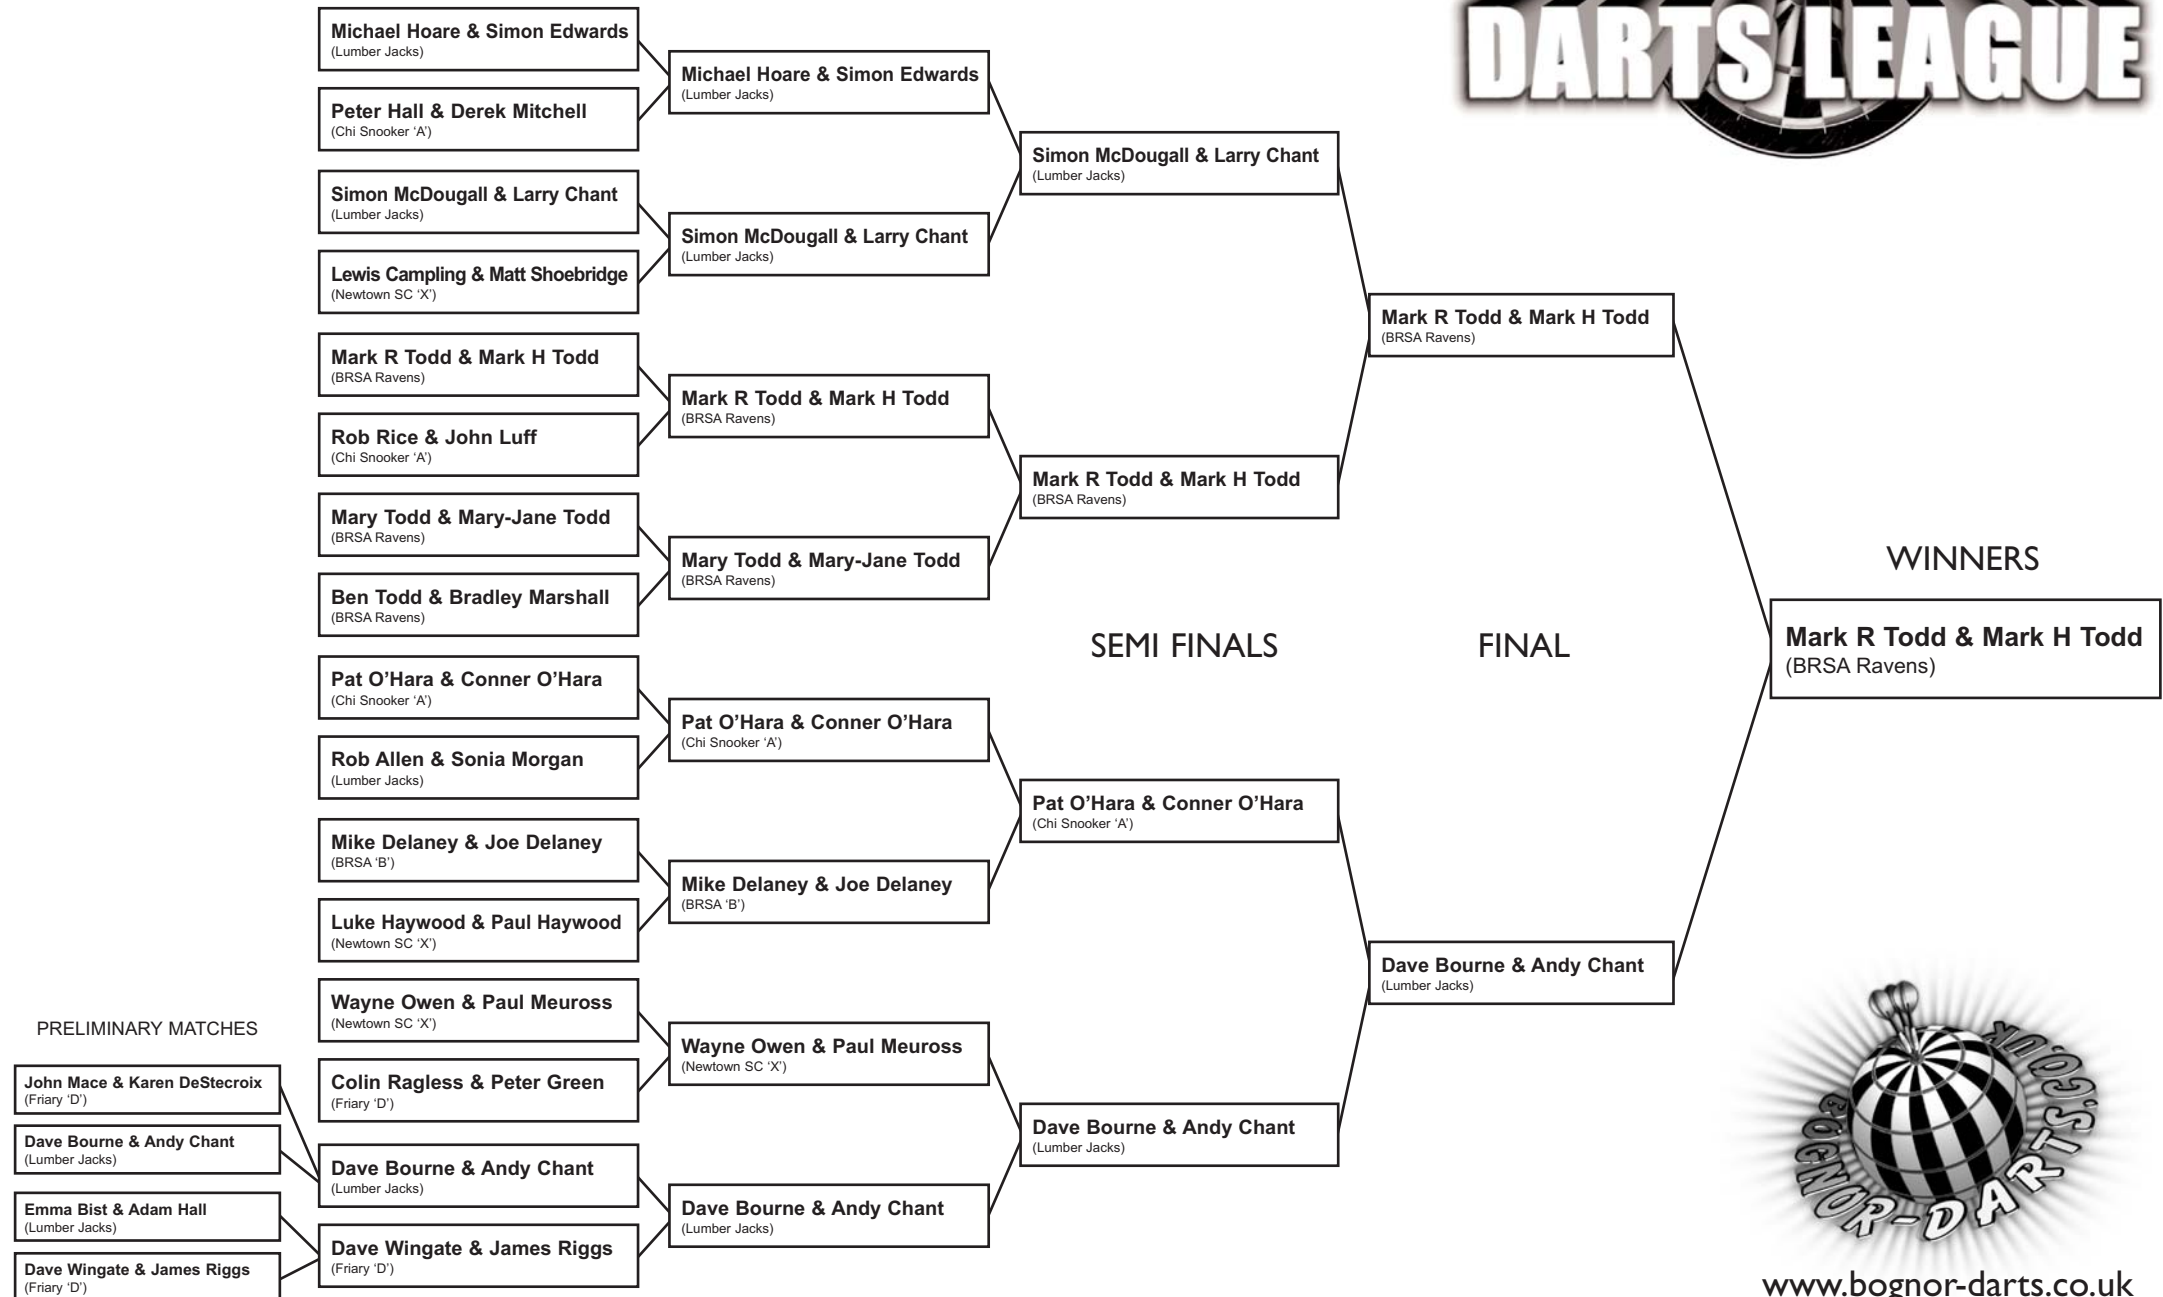 DARTS LEAGUE
Michael Hoare & Simon Edwards
(Lumber Jacks)
Peter Hall & Derek Mitchell
(Chi Snooker ‘A’)
Simon McDougall & Larry Chant
(Lumber Jacks)
Lewis Campling & Matt Shoebridge
(Newtown SC ‘X’)
Mark R Todd & Mark H Todd
(BRSA Ravens)
Rob Rice & John Luff
(Chi Snooker ‘A’)
Mary Todd & Mary-Jane Todd
(BRSA Ravens)
Ben Todd & Bradley Marshall
(BRSA Ravens)
Pat O’Hara & Conner O’Hara
(Chi Snooker ‘A’)
Rob Allen & Sonia Morgan
(Lumber Jacks)
Mike Delaney & Joe Delaney
(BRSA ‘B’)
Luke Haywood & Paul Haywood
(Newtown SC ‘X’)
Wayne Owen & Paul Meuross
(Newtown SC ‘X’)
Colin Ragless & Peter Green
(Friary ‘D’)
Dave Bourne & Andy Chant
(Lumber Jacks)
Dave Wingate & James Riggs
(Friary ‘D’)
PRELIMINARY MATCHES
John Mace & Karen DeStecroix
(Friary ‘D’)
Dave Bourne & Andy Chant
(Lumber Jacks)
Emma Bist & Adam Hall
(Lumber Jacks)
Dave Wingate & James Riggs
(Friary ‘D’)
Michael Hoare & Simon Edwards
(Lumber Jacks)
Simon McDougall & Larry Chant
(Lumber Jacks)
Mark R Todd & Mark H Todd
(BRSA Ravens)
Mary Todd & Mary-Jane Todd
(BRSA Ravens)
Pat O’Hara & Conner O’Hara
(Chi Snooker ‘A’)
Mike Delaney & Joe Delaney
(BRSA ‘B’)
Wayne Owen & Paul Meuross
(Newtown SC ‘X’)
Dave Bourne & Andy Chant
(Lumber Jacks)
Simon McDougall & Larry Chant
(Lumber Jacks)
Mark R Todd & Mark H Todd
(BRSA Ravens)
SEMI FINALS
Pat O’Hara & Conner O’Hara
(Chi Snooker ‘A’)
Dave Bourne & Andy Chant
(Lumber Jacks)
Mark R Todd & Mark H Todd
(BRSA Ravens)
FINAL
Dave Bourne & Andy Chant
(Lumber Jacks)
WINNERS
Mark R Todd & Mark H Todd
(BRSA Ravens)
BOGNOR-DARTS.CO.UK
www.bognor-darts.co.uk